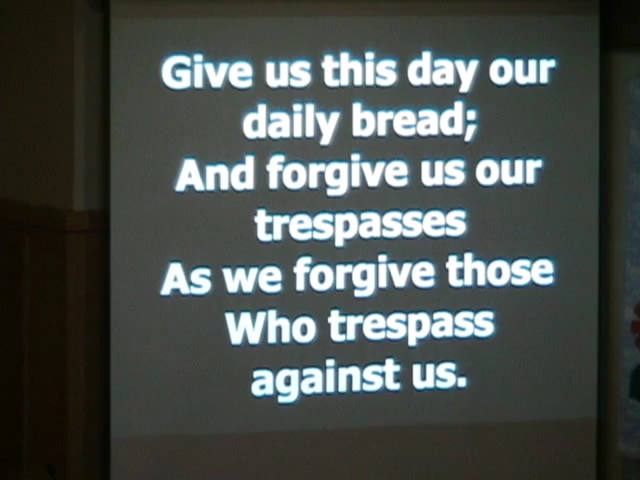 Give us this day our
daily bread;
And forgive us our
trespasses
As we forgive those
Who trespass
against us.